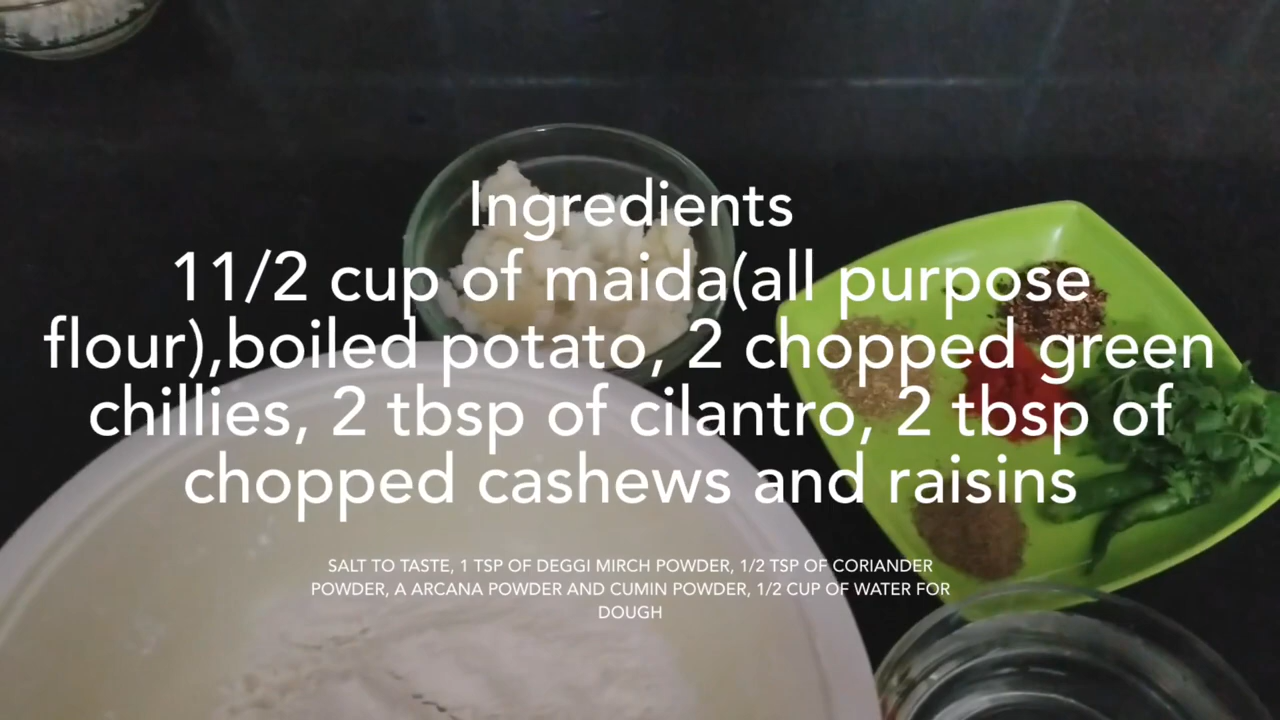 Ingredients
11/2 cup of maida(all purpose
flour),boiled potato, 2 chopped green
chillies, 2 tbsp of cilantro, 2 tbsp of
chopped cashews and raisins
SALT TO TASTE, 1 TSP OF DEGGI MIRCH POWDER, 1/2 TSP OF CORIANDER
POWDER, A ARCANA POWDER AND CUMIN POWDER, 1/2 CUP OF WATER FOR
DOUGH